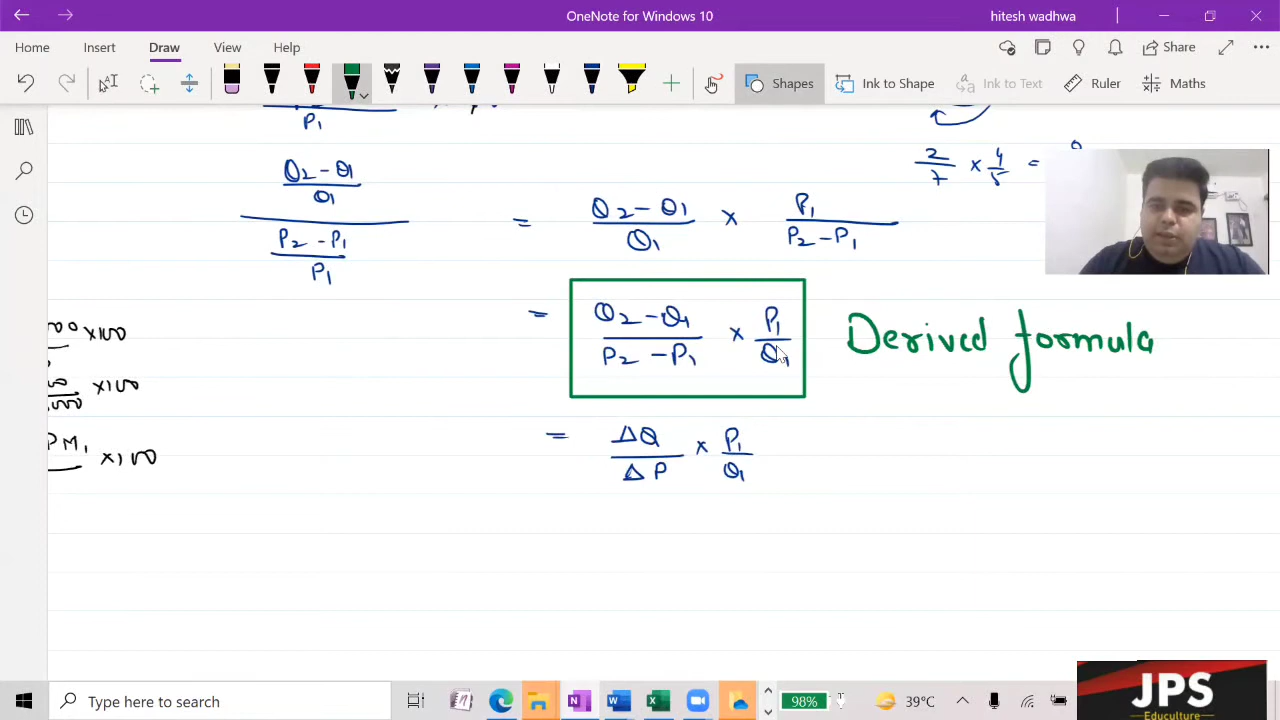 OneNote for Windows 10
hitesh wadhwa
Home Insert Draw View Help
Share
Shapes
Ink to Shape
Ink to Text
Ruler
Maths
P₁
Q₂ - Q₁
Q₁
P₂ - P₁
P₁
= Q₂ - Q₁ / Q₁ × P₁ / P₂ - P₁
2/7 × 4/5 =
= Q₂ - Q₁ / P₂ - P₁ × P₁ / Q₁
Derived formula
×100
×100
PM₁ ×100
= ΔQ / ΔP × P₁ / Q₁
JPS
Educulture
Type here to search
98%
39°C